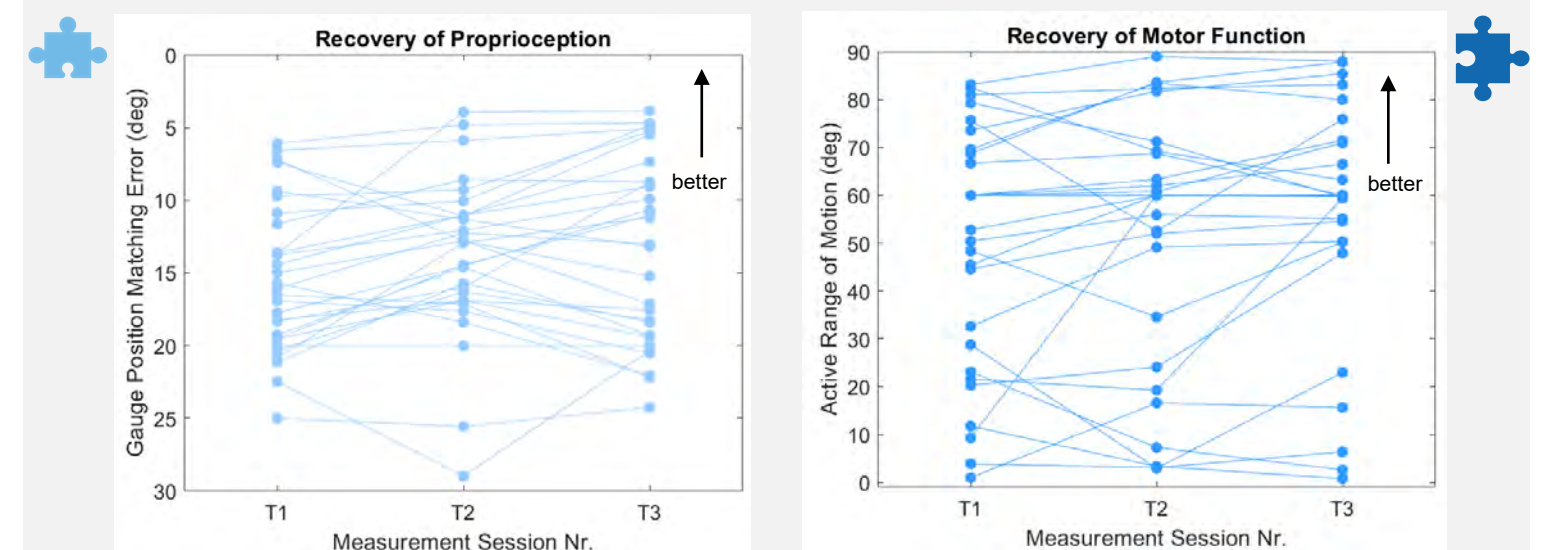 Recovery of Proprioception
0
5
10
15
20
25
30
Gauge Position Matching Error (deg)
better
T1 T2 T3
Measurement Session Nr.
Recovery of Motor Function
90
80
70
60
50
40
30
20
10
0
Active Range of Motion (deg)
better
T1 T2 T3
Measurement Session Nr.